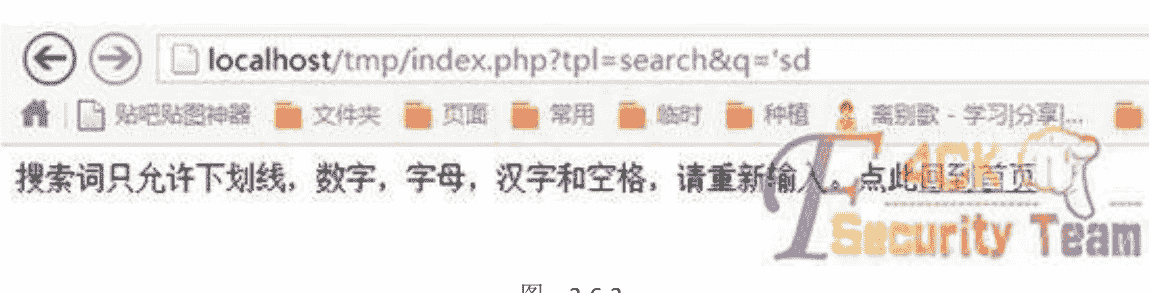 localhost/tmp/index.php?tpl=search&q='sd
贴吧贴图神器 文件夹 页面 常用 临时 种植 离别歌 - 学习|分享|...
搜索词只允许下划线，数字，字母，汉字和空格，请重新输入。点此回到首页
F4CK
Security Team